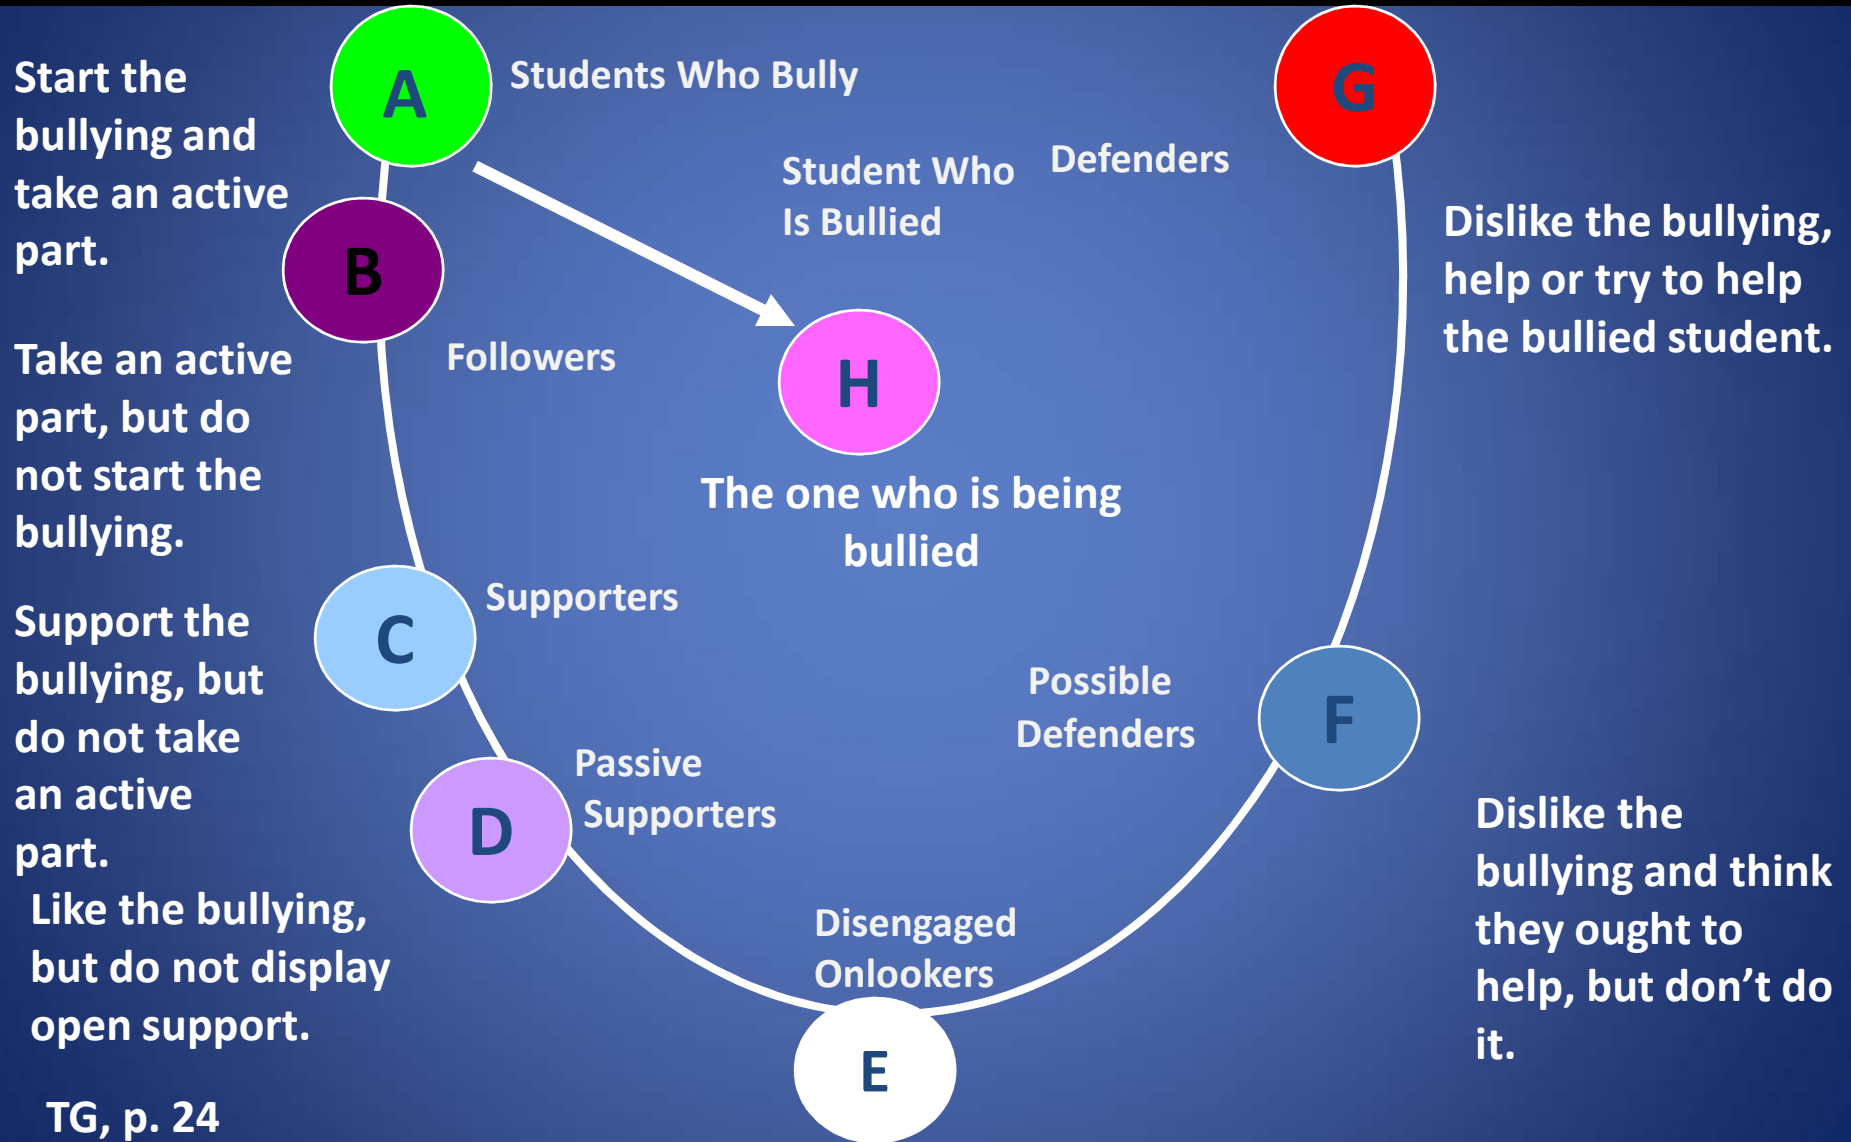 A
Students Who Bully
G
Start the
bullying and
take an active
part.
Student Who
Is Bullied
Defenders
B
Dislike the bullying,
help or try to help
the bullied student.
Followers
H
Take an active
part, but do
not start the
bullying.
The one who is being
bullied
Supporters
C
Support the
bullying, but
do not take
an active
part.
Possible
Defenders
F
Passive
Supporters
D
Dislike the
bullying and think
they ought to
help, but don't do
it.
Like the bullying,
but do not display
open support.
Disengaged
Onlookers
E
TG, p. 24